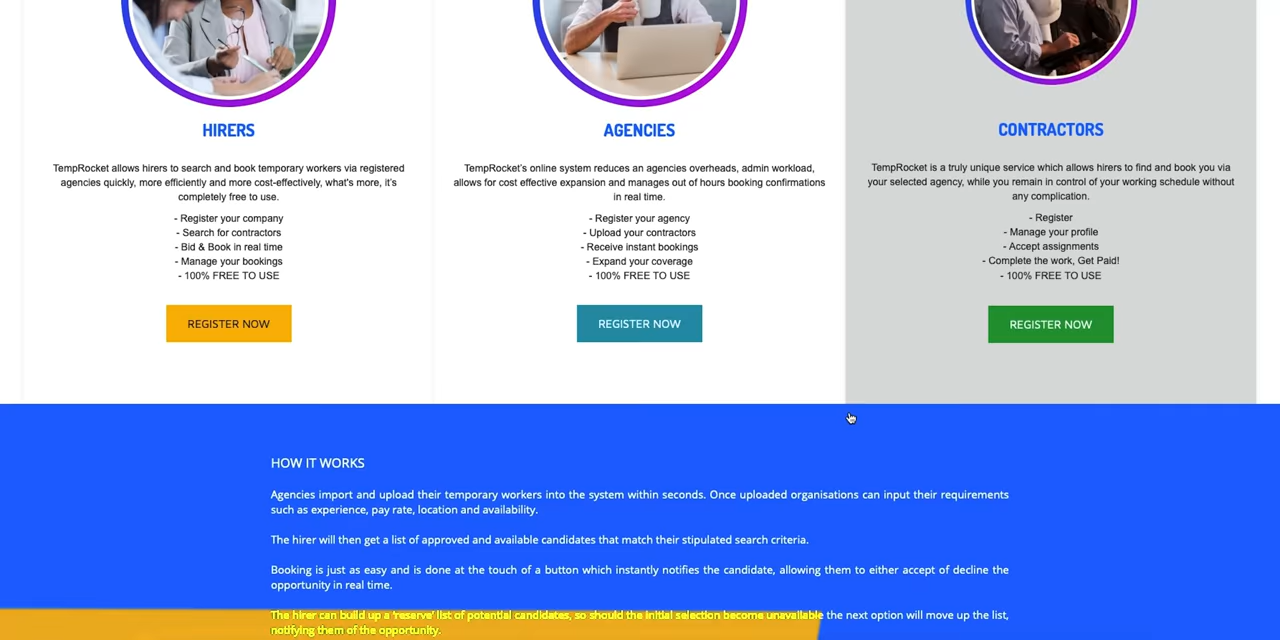 HIRERS
TempRocket allows hirers to search and book temporary workers via registered
agencies quickly, more efficiently and more cost-effectively, what's more, it's
completely free to use.
- Register your company
- Search for contractors
- Bid & Book in real time
- Manage your bookings
- 100% FREE TO USE
REGISTER NOW
AGENCIES
TempRocket's online system reduces an agencies overheads, admin workload,
allows for cost effective expansion and manages out of hours booking confirmations
in real time.
- Register your agency
- Upload your contractors
- Receive instant bookings
- Expand your coverage
- 100% FREE TO USE
REGISTER NOW
CONTRACTORS
TempRocket is a truly unique service which allows hirers to find and book you via
your selected agency, while you remain in control of your working schedule without
any complication.
- Register
- Manage your profile
- Accept assignments
- Complete the work, Get Paid!
- 100% FREE TO USE
REGISTER NOW
HOW IT WORKS
Agencies import and upload their temporary workers into the system within seconds. Once uploaded organisations can input their requirements
such as experience, pay rate, location and availability.
The hirer will then get a list of approved and available candidates that match their stipulated search criteria.
Booking is just as easy and is done at the touch of a button which instantly notifies the candidate, allowing them to either accept of decline the
opportunity in real time.
The hirer can build up a 'reserve' list of potential candidates, so should the initial selection become unavailable the next option will move up the list,
notifying them of the opportunity.